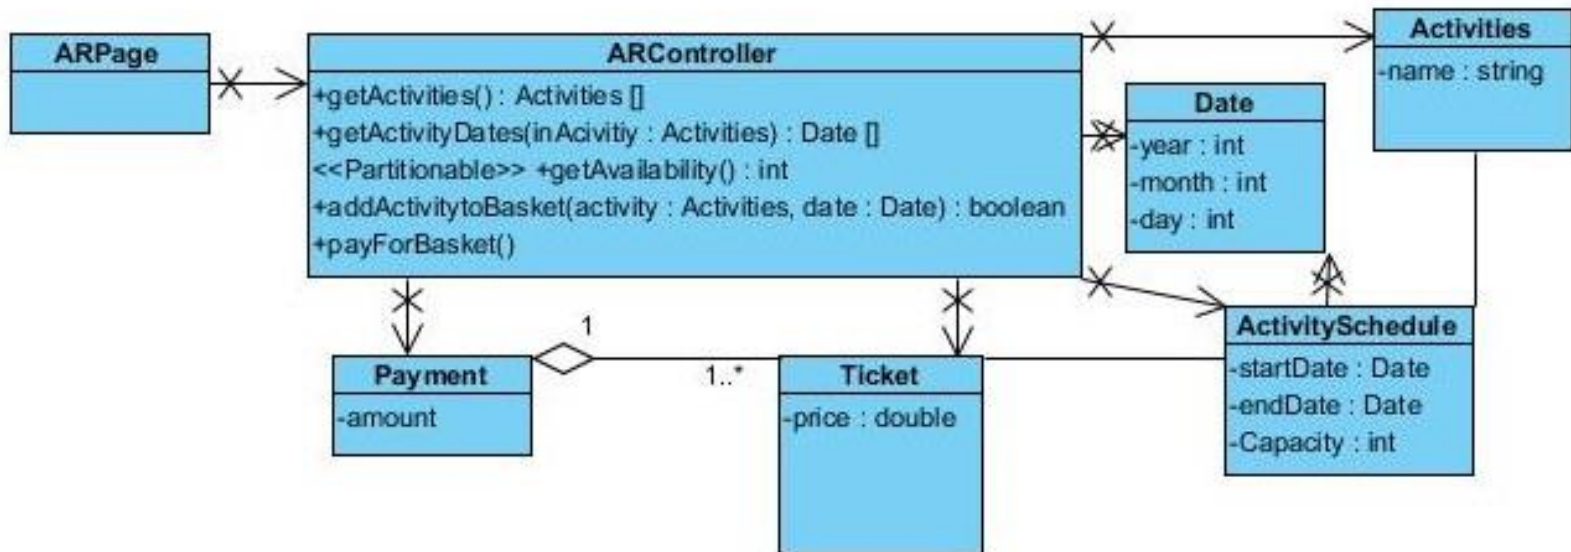 ARPage
ARController
+getActivities() : Activities []
+getActivityDates(inAcivitiy : Activities) : Date []
<<Partitionable>> +getAvailability() : int
+addActivitytoBasket(activity : Activities, date : Date) : boolean
+payForBasket()
Activities
-name : string
Date
-year : int
-month : int
-day : int
1
1..*
Payment
-amount
Ticket
-price : double
ActivitySchedule
-startDate : Date
-endDate : Date
-Capacity : int